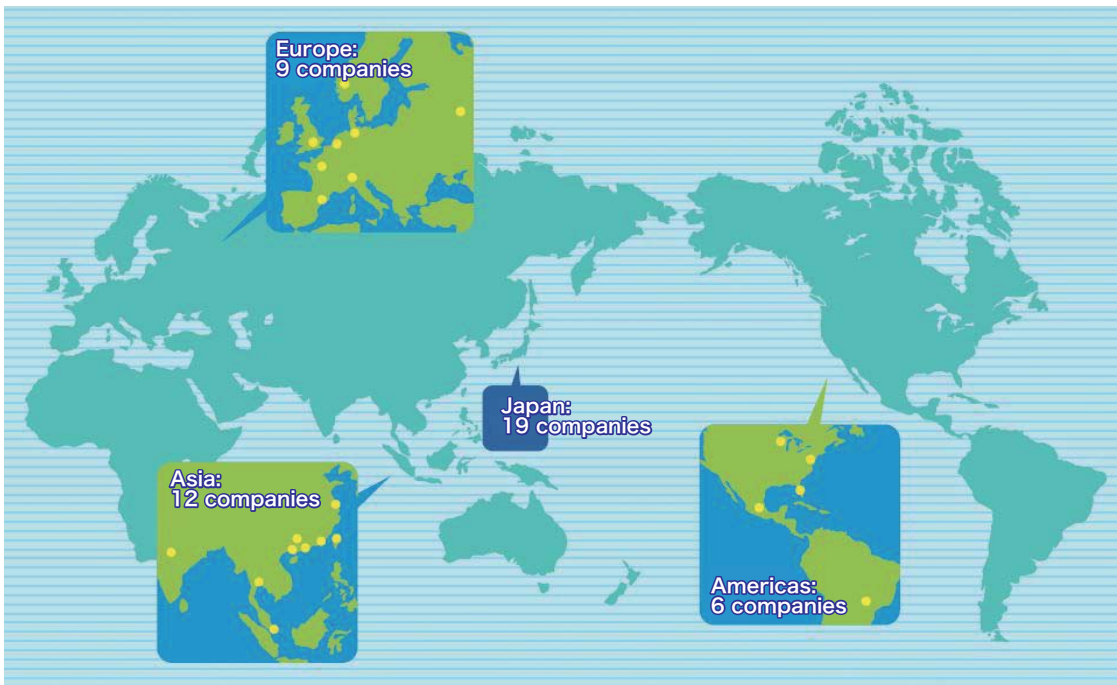 Europe:
9 companies
Japan:
19 companies
Asia:
12 companies
Americas:
6 companies